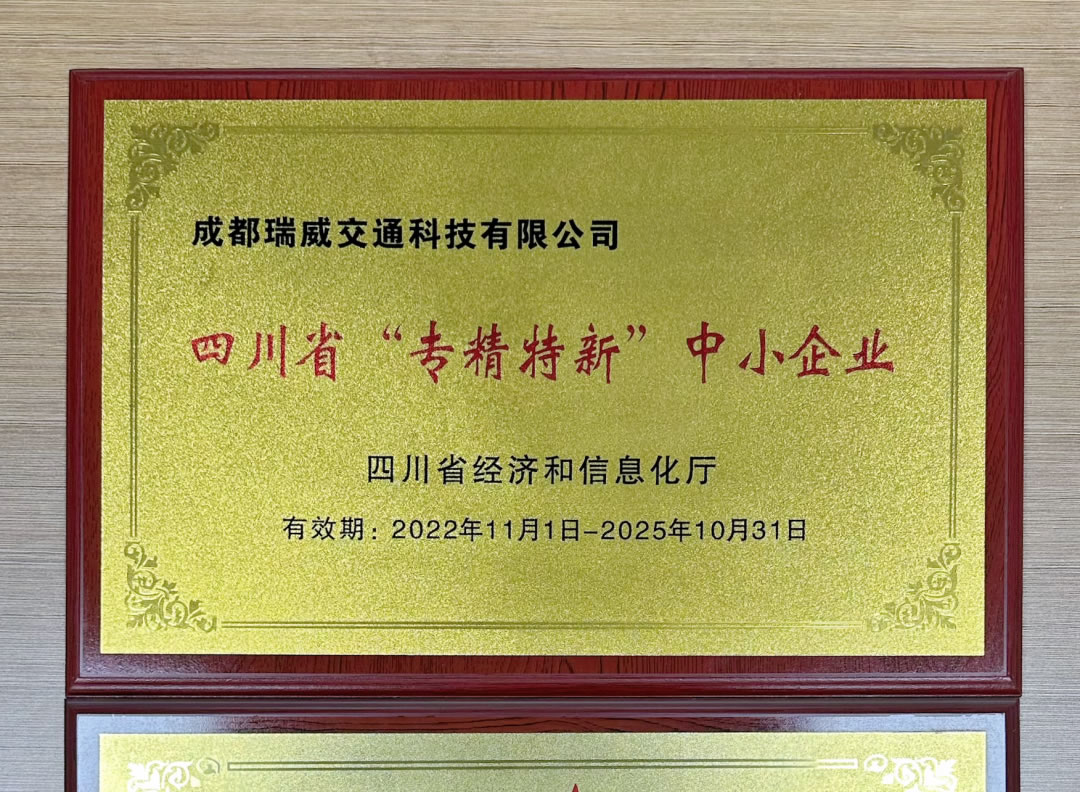 成都瑞威交通科技有限公司
四川省“专精特新”中小企业
四川省经济和信息化厅
有效期：2022年11月1日-2025年10月31日